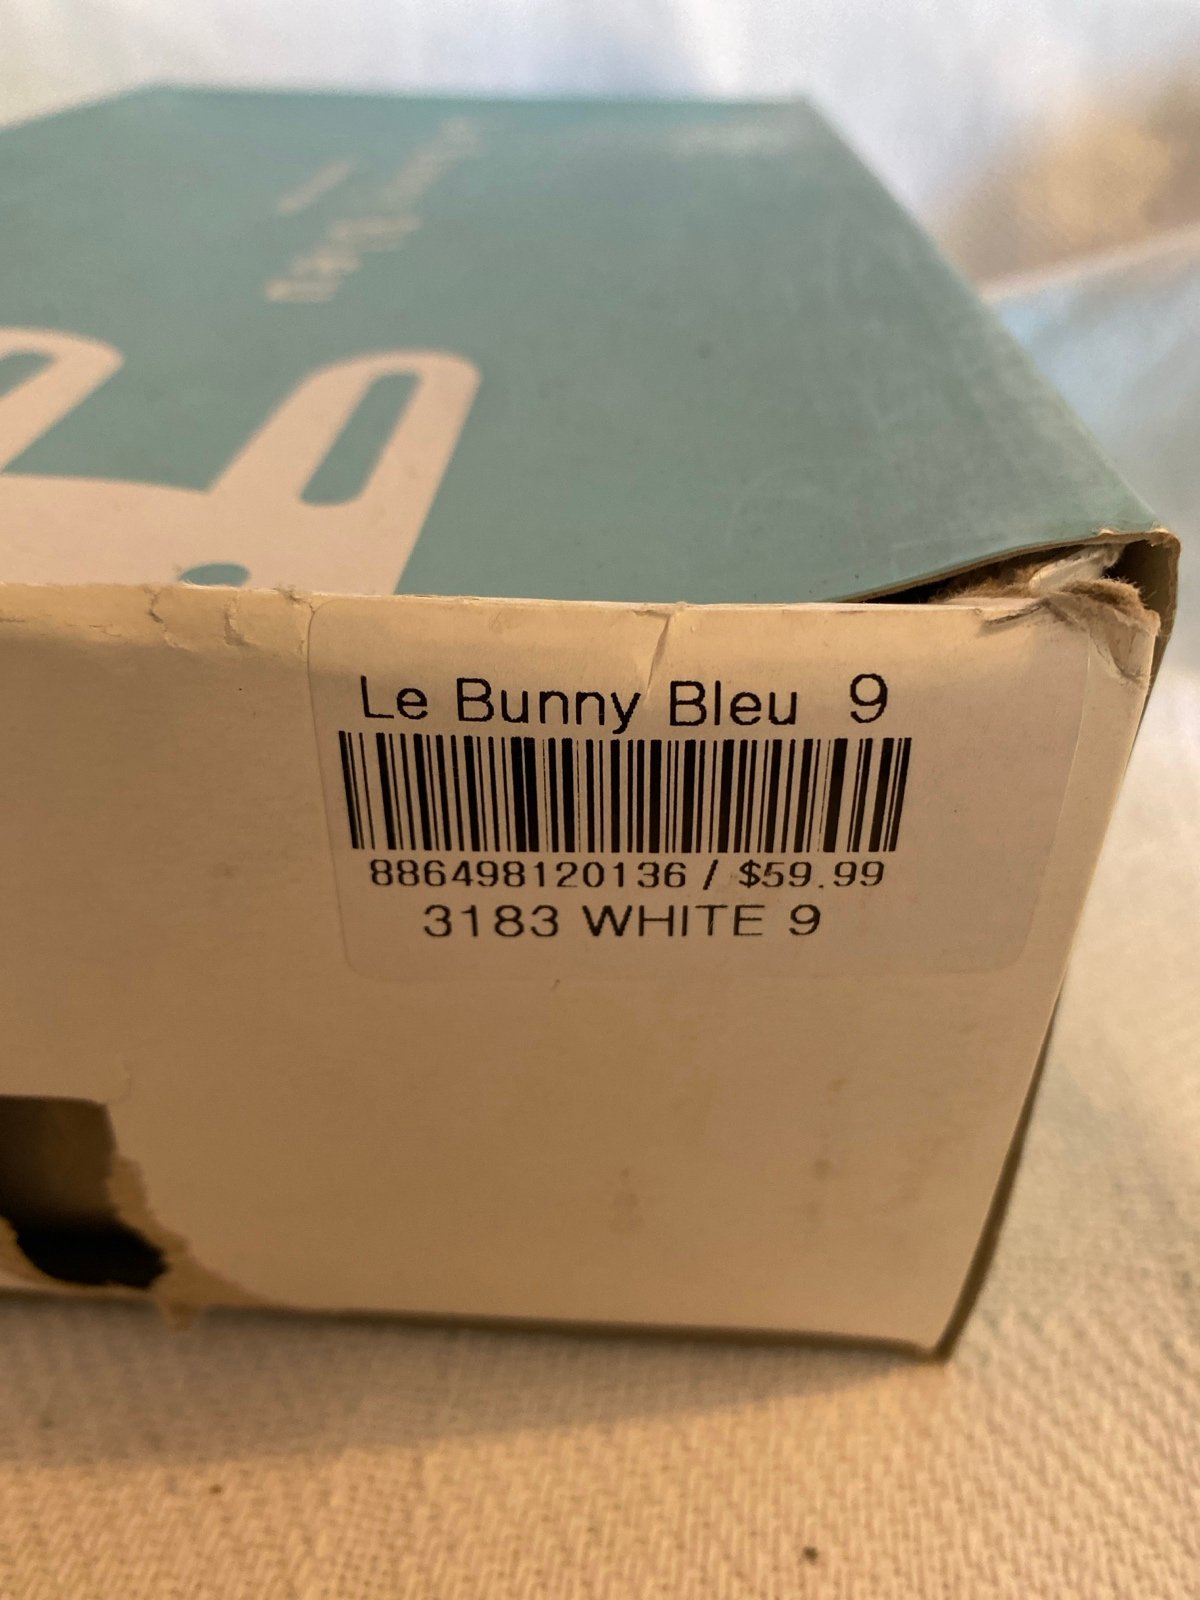 Le Bunny Bleu 9
886498120136 / $59.99
3183 WHITE 9